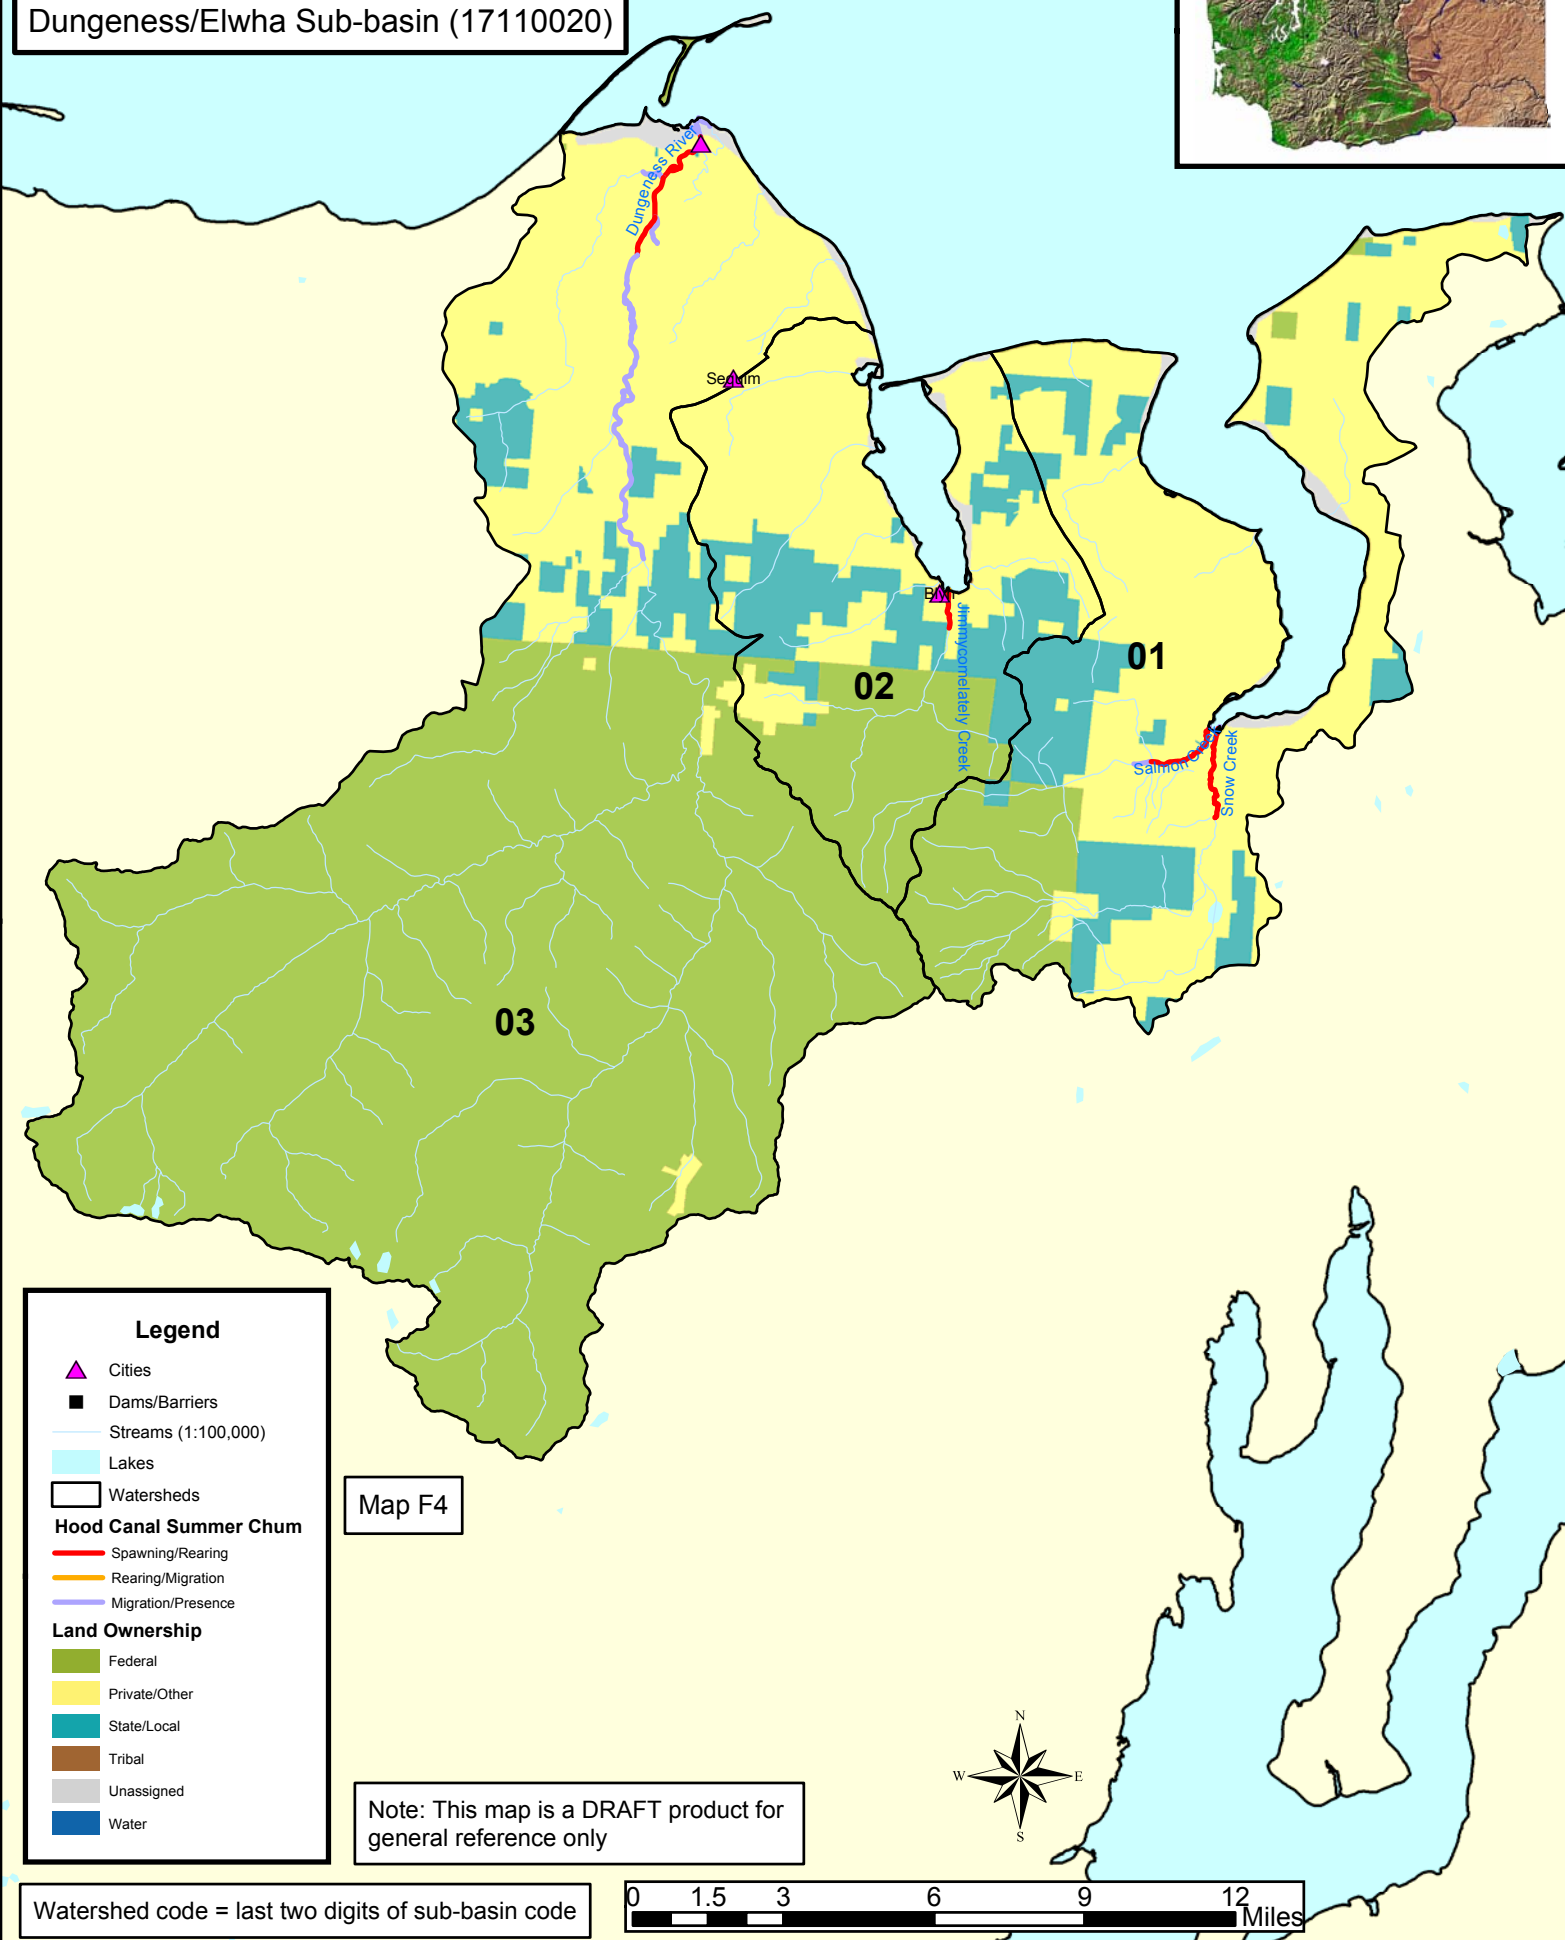 Dungeness/Elwha Sub-basin (17110020)
Dungeness River
Sequim
Blyn
Jimmycomelately Creek
01
02
Salmon Creek
Snow Creek
03
Legend
Cities
Dams/Barriers
Streams (1:100,000)
Lakes
Watersheds
Hood Canal Summer Chum
Spawning/Rearing
Rearing/Migration
Migration/Presence
Land Ownership
Federal
Private/Other
State/Local
Tribal
Unassigned
Water
Map F4
Note: This map is a DRAFT product for
general reference only
N
W E
S
Watershed code = last two digits of sub-basin code
0 1.5 3 6 9 12
Miles